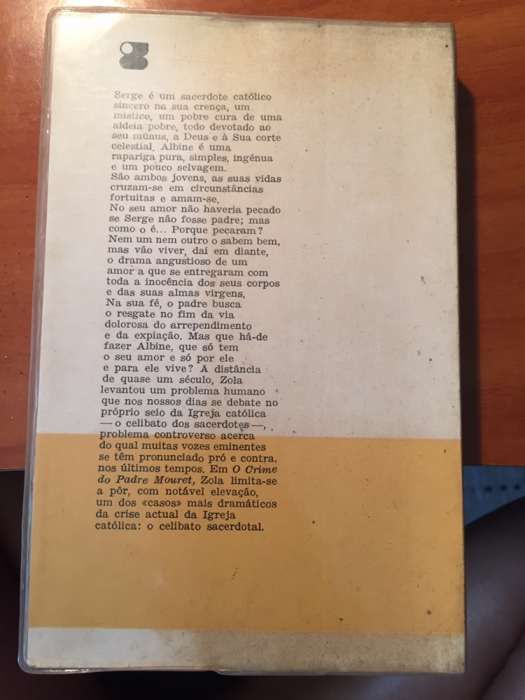 Serge é um sacerdote católico
sincero na sua crença, um
místico, um pobre cura de uma
aldeia pobre, todo devotado ao
seu múnus, a Deus e à Sua corte
celestial. Albine é uma
rapariga pura, simples, ingénua
e um pouco selvagem.
São ambos jovens, as suas vidas
cruzam-se em circunstâncias
fortuitas e amam-se.
No seu amor não haveria pecado
se Serge não fosse padre; mas
como o é... Porque pecaram?
Nem um nem outro o sabem bem,
mas vão viver, daí em diante,
o drama angustioso de um
amor a que se entregaram com
toda a inocência dos seus corpos
e das suas almas virgens.
Na sua fé, o padre busca
o resgate no fim da via
dolorosa do arrependimento
e da expiação. Mas que há-de
fazer Albine, que só tem
o seu amor e só por ele
e para ele vive? A distância
de quase um século, Zola
levantou um problema humano
que nos nossos dias se debate no
próprio seio da Igreja católica
— o celibato dos sacerdotes —,
problema controverso acerca
do qual muitas vozes eminentes
se têm pronunciado pró e contra,
nos últimos tempos. Em O Crime
do Padre Mouret, Zola limita-se
a pôr, com notável elevação,
um dos «casos» mais dramáticos
da crise actual da Igreja
católica: o celibato sacerdotal.